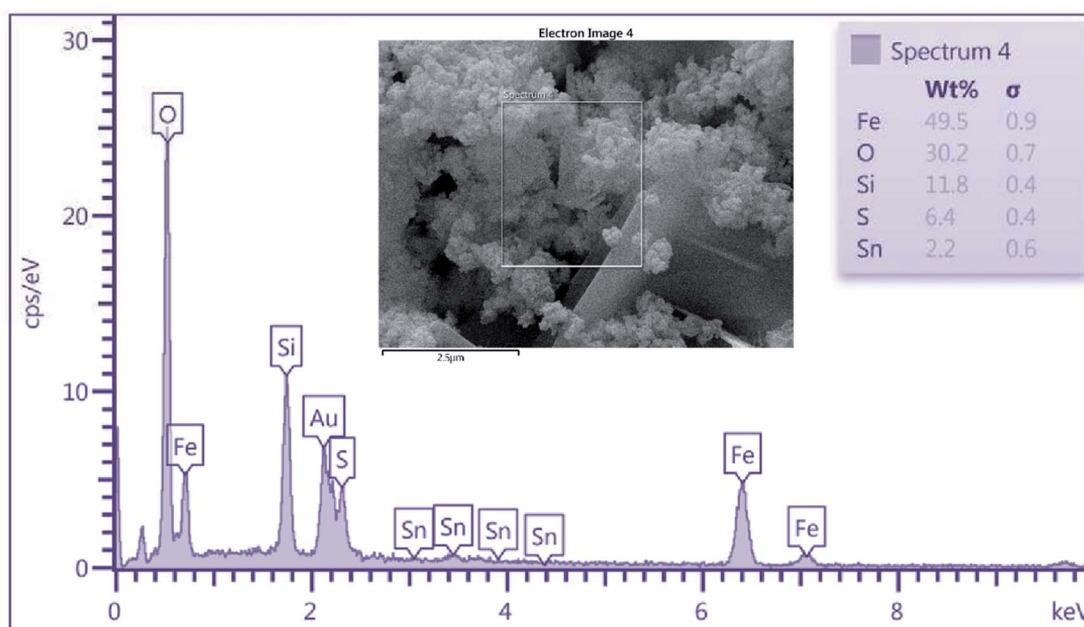 Electron Image 4
Spectrum 4
2.5µm
Spectrum 4
Wt% σ
Fe 49.5 0.9
O 30.2 0.7
Si 11.8 0.4
S 6.4 0.4
Sn 2.2 0.6
30
20
10
0
cps/eV
O
Fe
Si
Au
S
Sn
Sn
Sn
Sn
Fe
Fe
0 2 4 6 8 keV